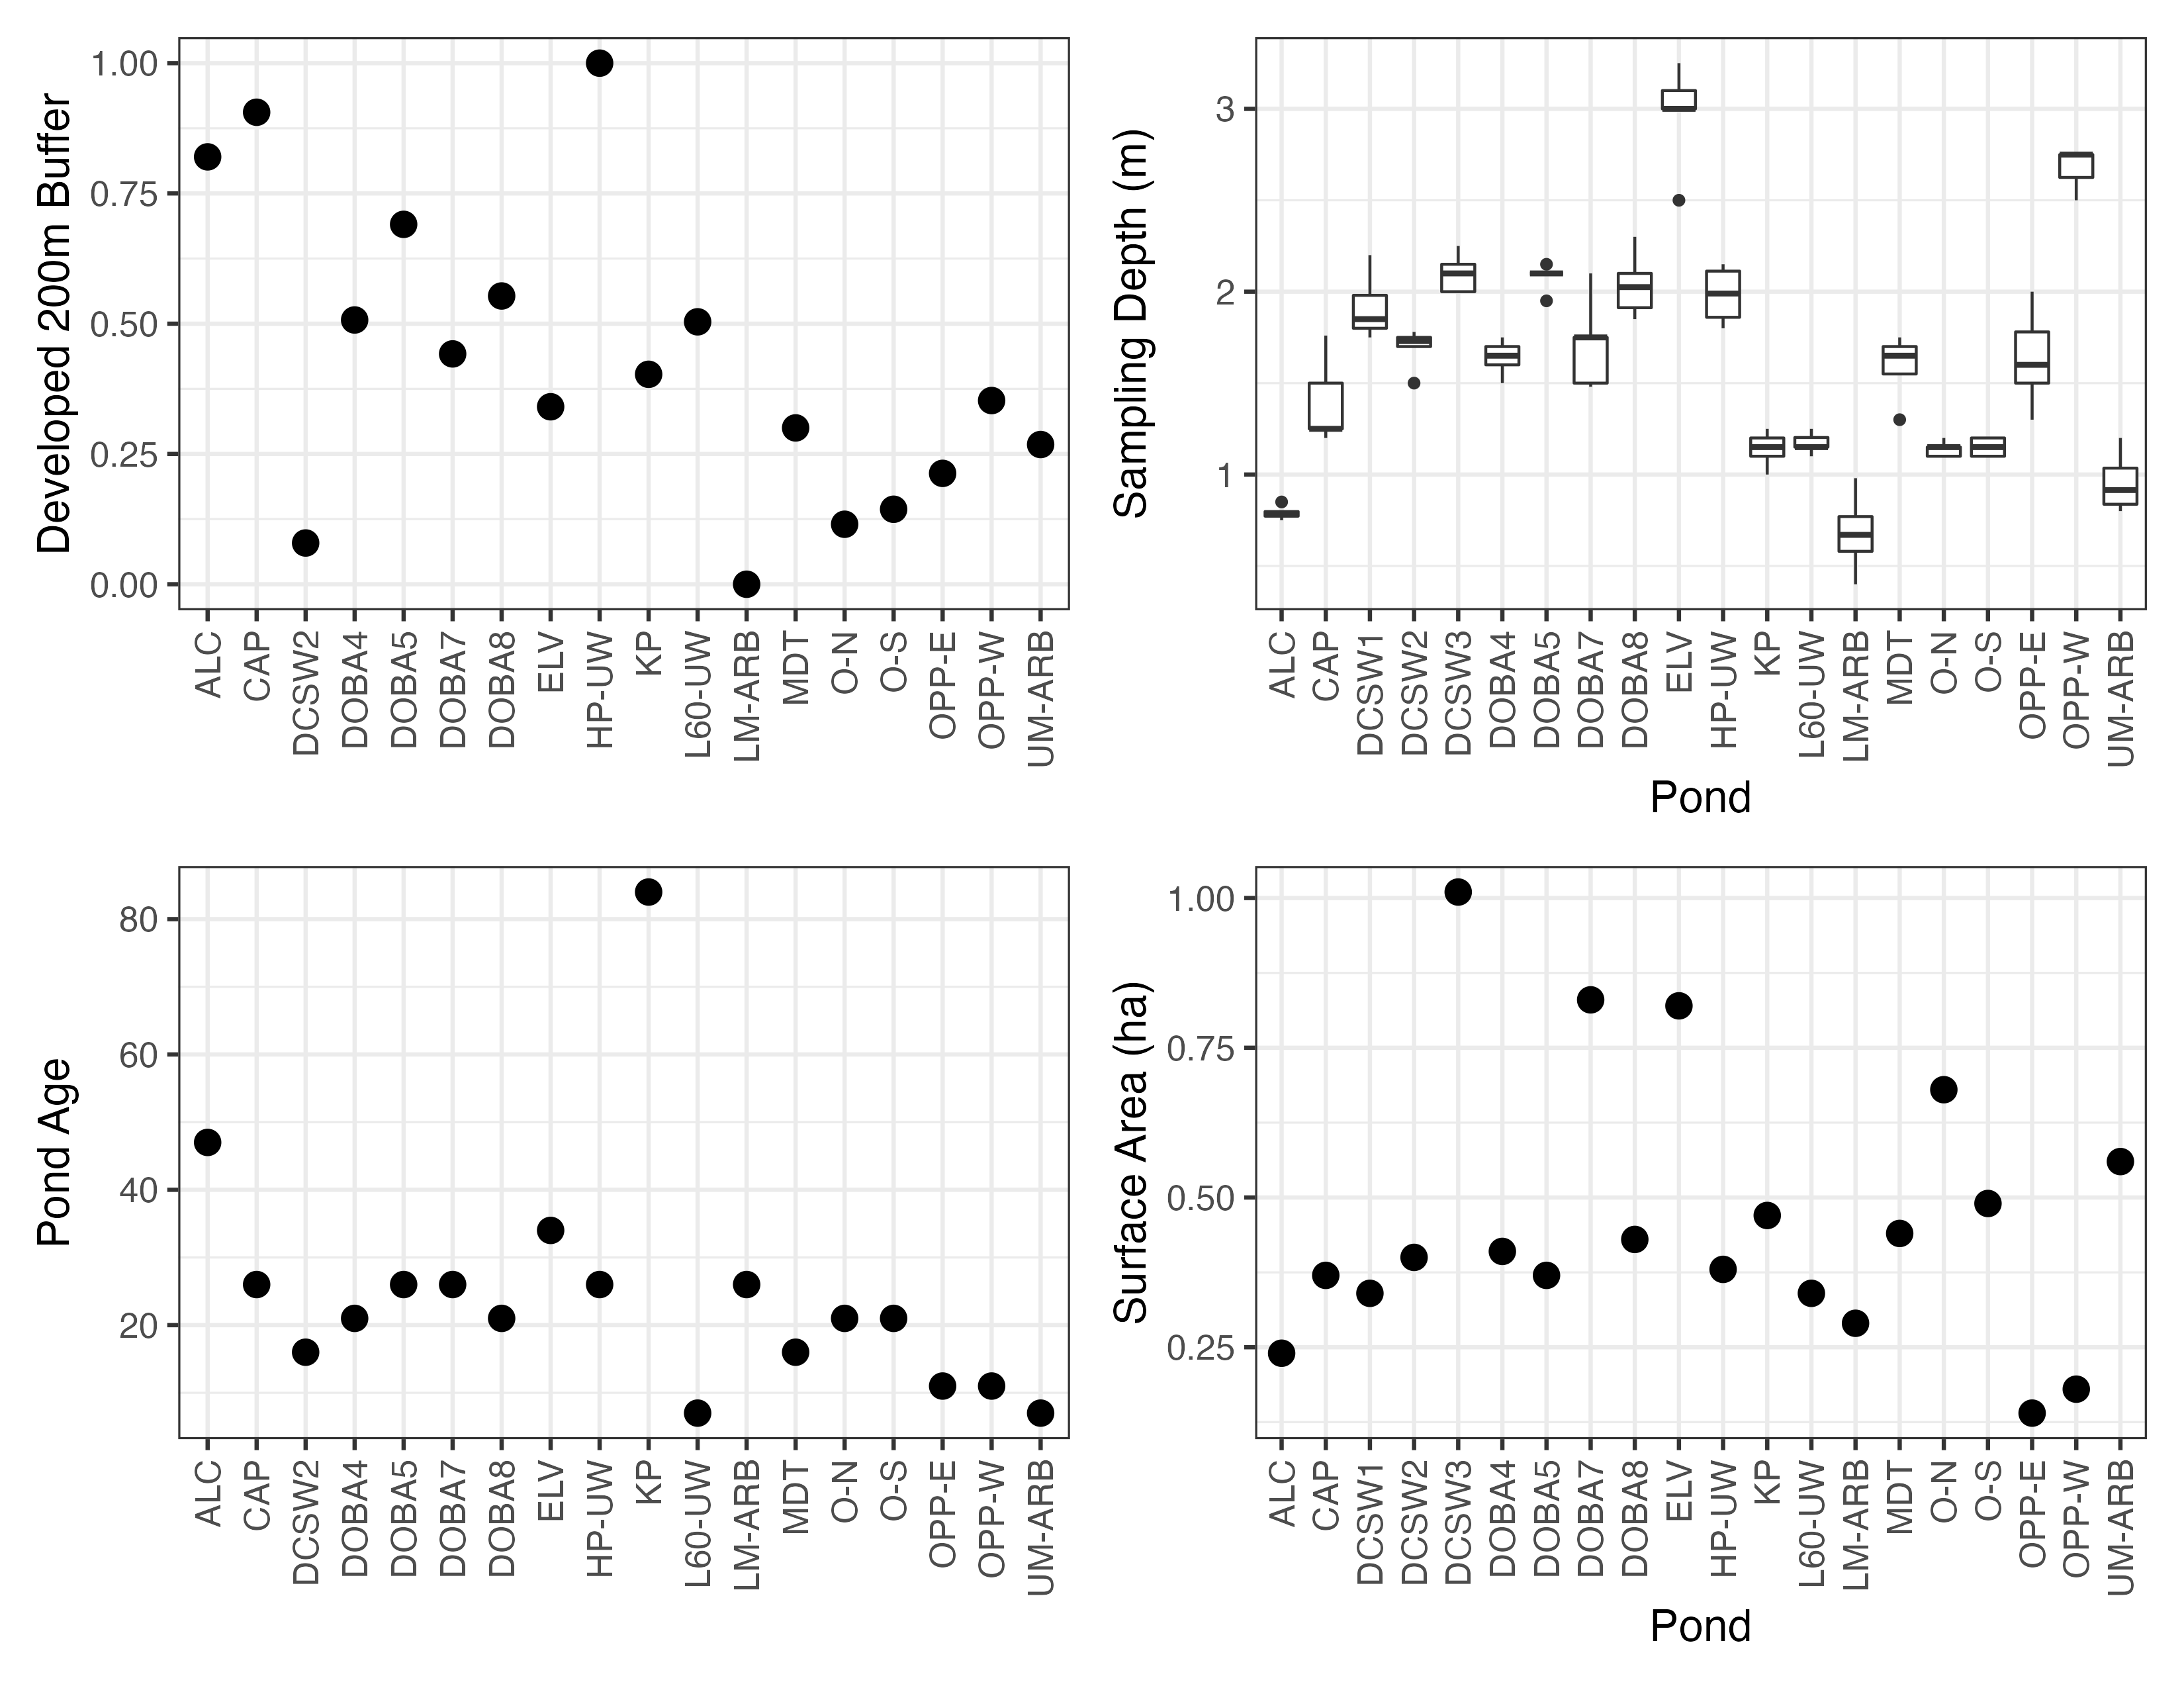 Developed 200m Buffer
1.00
0.75
0.50
0.25
0.00
ALC
CAP
DCSW2
DOBA4
DOBA5
DOBA7
DOBA8
ELV
HP-UW
KP
L60-UW
LM-ARB
MDT
O-N
O-S
OPP-E
OPP-W
UM-ARB
Sampling Depth (m)
3
2
1
ALC
CAP
DCSW1
DCSW2
DCSW3
DOBA4
DOBA5
DOBA7
DOBA8
ELV
HP-UW
KP
L60-UW
LM-ARB
MDT
O-N
O-S
OPP-E
OPP-W
UM-ARB
Pond
Pond Age
80
60
40
20
ALC
CAP
DCSW2
DOBA4
DOBA5
DOBA7
DOBA8
ELV
HP-UW
KP
L60-UW
LM-ARB
MDT
O-N
O-S
OPP-E
OPP-W
UM-ARB
Surface Area (ha)
1.00
0.75
0.50
0.25
ALC
CAP
DCSW1
DCSW2
DCSW3
DOBA4
DOBA5
DOBA7
DOBA8
ELV
HP-UW
KP
L60-UW
LM-ARB
MDT
O-N
O-S
OPP-E
OPP-W
UM-ARB
Pond